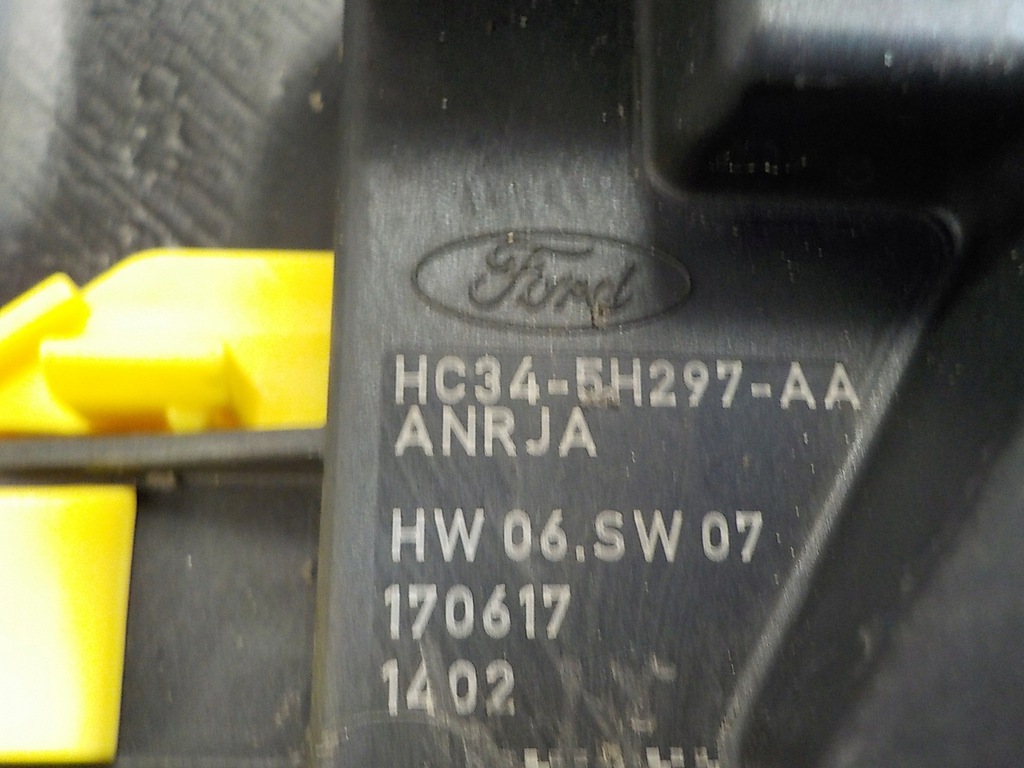 Ford
HC34-5H297-AA
ANRJA
HW 06.SW 07
170617
1402